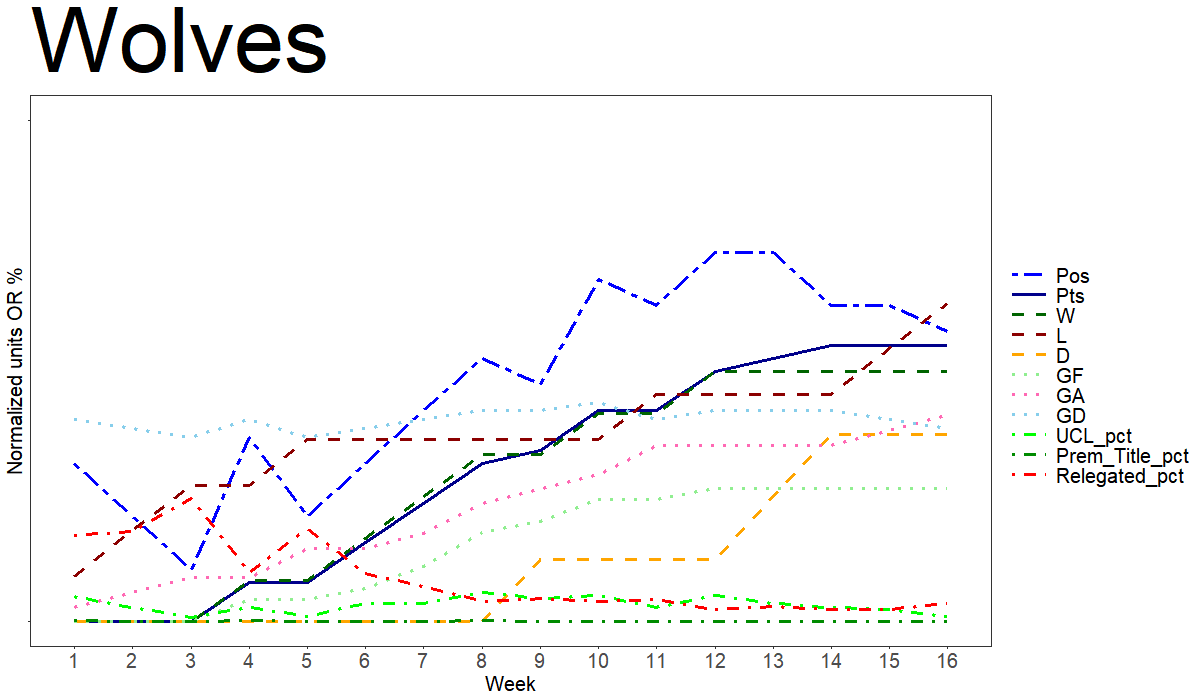 Wolves
Normalized units OR %
Pos
Pts
W
L
D
GF
GA
GD
UCL_pct
Prem_Title_pct
Relegated_pct
1 2 3 4 5 6 7 8 9 10 11 12 13 14 15 16
Week